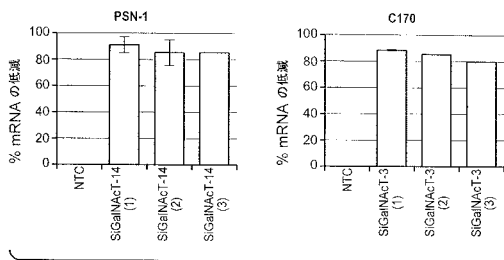 PSN-1
% mRNA の低減
100
80
60
40
20
0
NTC
SiGalNAcT-14
(1)
SiGalNAcT-14
(2)
SiGalNAcT-14
(3)
C170
% mRNA の低減
100
80
60
40
20
0
NTC
SiGalNAcT-3
(1)
SiGalNAcT-3
(2)
SiGalNAcT-3
(3)